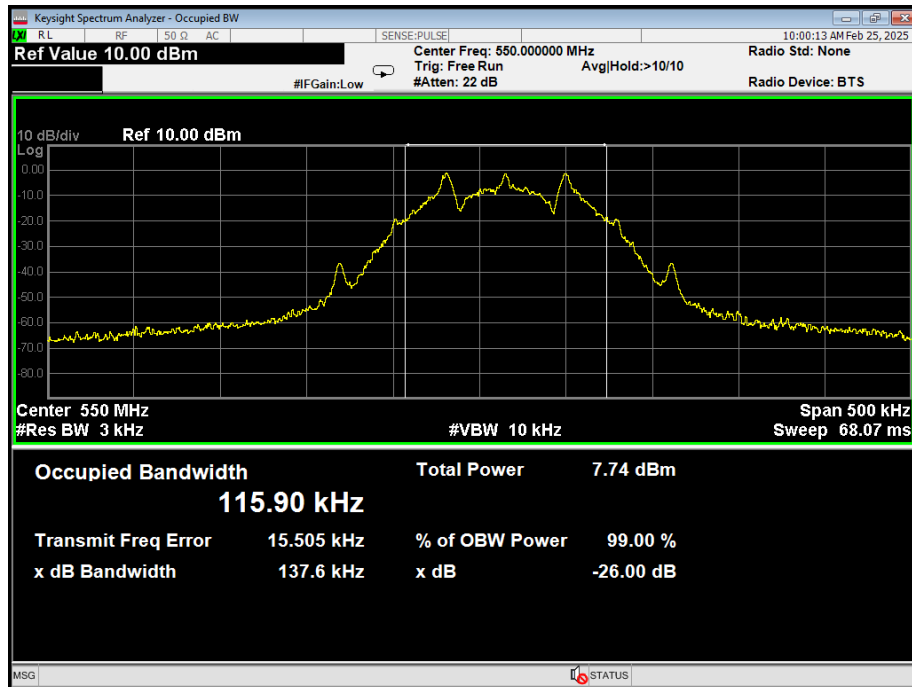 Keysight Spectrum Analyzer - Occupied BW
LXI RL RF 50 Ω AC SENSE:PULSE 10:00:13 AM Feb 25, 2025
Ref Value 10.00 dBm
Center Freq: 550.000000 MHz Radio Std: None
Trig: Free Run Avg|Hold:>10/10
#IFGain:Low #Atten: 22 dB Radio Device: BTS
10 dB/div Ref 10.00 dBm
Log
0.00
-10.0
-20.0
-30.0
-40.0
-50.0
-60.0
-70.0
-80.0
Center 550 MHz Span 500 kHz
#Res BW 3 kHz #VBW 10 kHz Sweep 68.07 ms
Occupied Bandwidth Total Power 7.74 dBm
115.90 kHz
Transmit Freq Error 15.505 kHz % of OBW Power 99.00 %
x dB Bandwidth 137.6 kHz x dB -26.00 dB
MSG STATUS